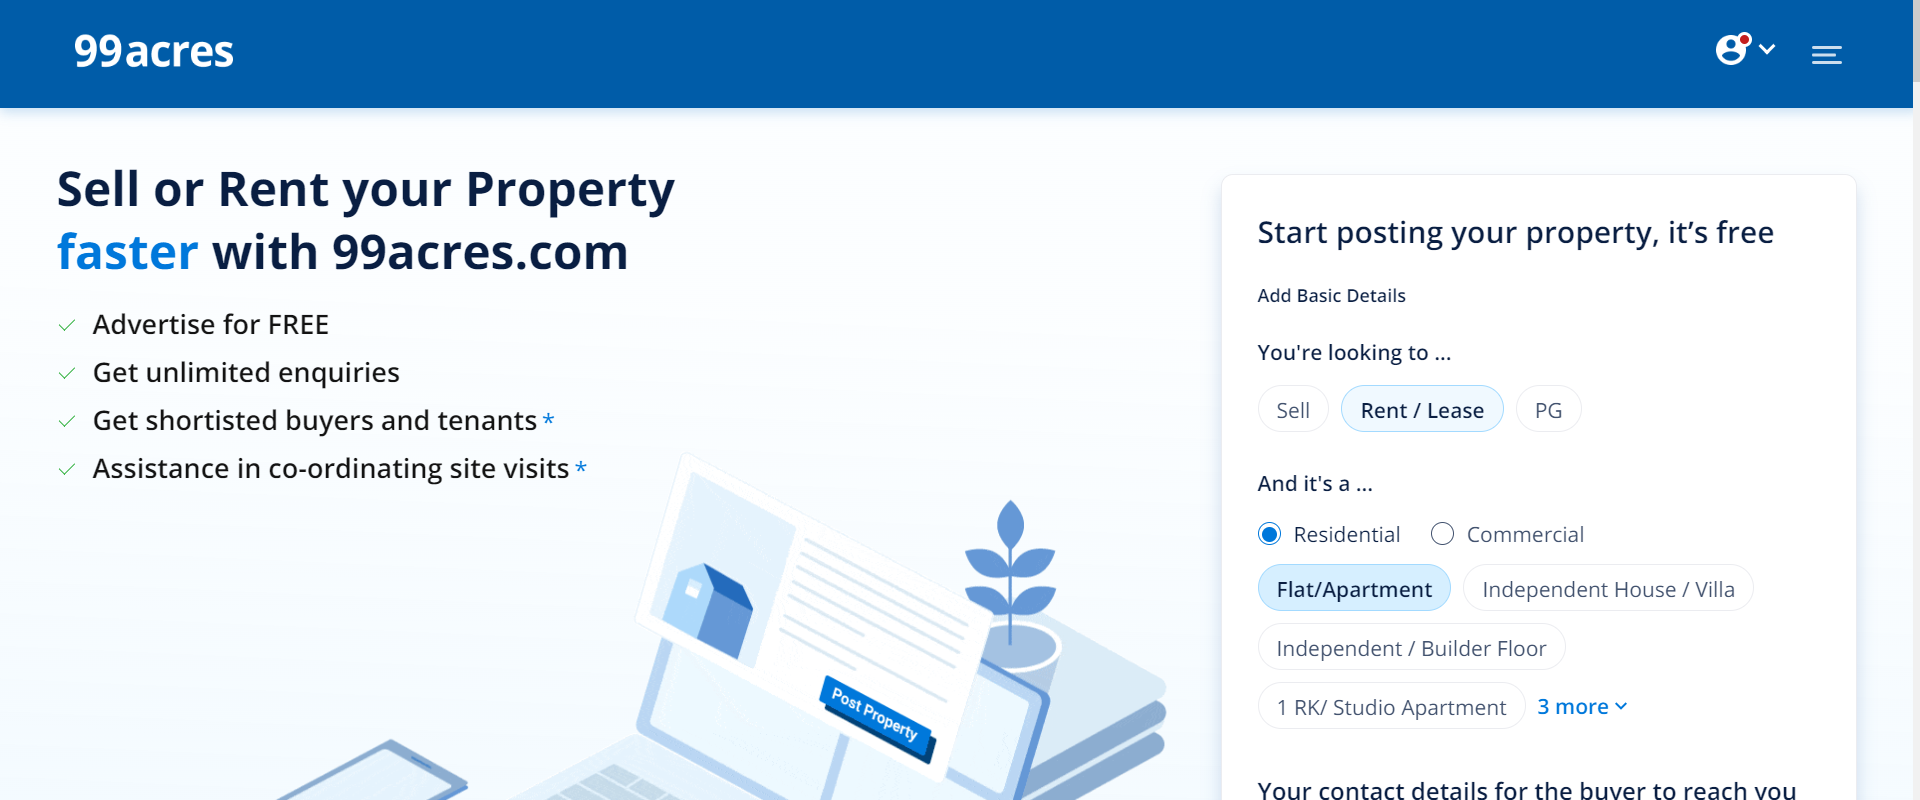 99acres
Sell or Rent your Property
faster with 99acres.com
Advertise for FREE
Get unlimited enquiries
Get shortisted buyers and tenants *
Assistance in co-ordinating site visits *
Post Property
Start posting your property, it’s free
Add Basic Details
You're looking to ...
Sell Rent / Lease PG
And it's a ...
Residential Commercial
Flat/Apartment Independent House / Villa
Independent / Builder Floor
1 RK/ Studio Apartment 3 more
Your contact details for the buyer to reach you